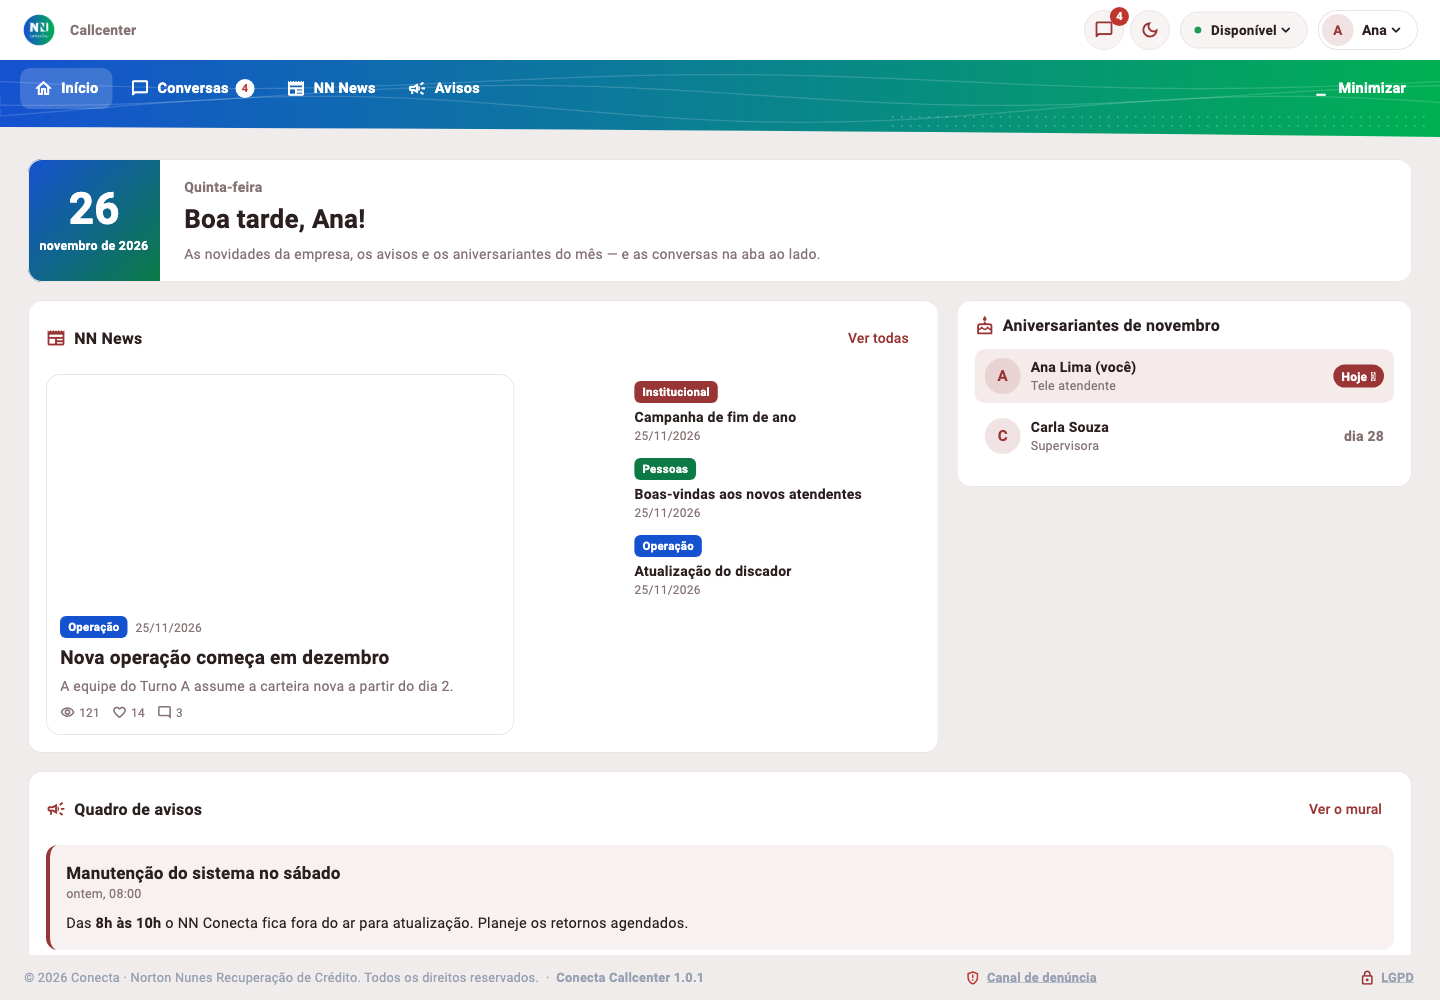 NN
Callcenter
4
Disponível
A
Ana
Início
Conversas 4
NN News
Avisos
Minimizar
26
novembro de 2026
Quinta-feira
Boa tarde, Ana!
As novidades da empresa, os avisos e os aniversariantes do mês — e as conversas na aba ao lado.
NN News
Ver todas
Operação 25/11/2026
Nova operação começa em dezembro
A equipe do Turno A assume a carteira nova a partir do dia 2.
121 14 3
Institucional
Campanha de fim de ano
25/11/2026
Pessoas
Boas-vindas aos novos atendentes
25/11/2026
Operação
Atualização do discador
25/11/2026
Aniversariantes de novembro
A
Ana Lima (você)
Tele atendente
Hoje
C
Carla Souza
Supervisora
dia 28
Quadro de avisos
Ver o mural
Manutenção do sistema no sábado
ontem, 08:00
Das 8h às 10h o NN Conecta fica fora do ar para atualização. Planeje os retornos agendados.
© 2026 Conecta · Norton Nunes Recuperação de Crédito. Todos os direitos reservados. · Conecta Callcenter 1.0.1
Canal de denúncia
LGPD